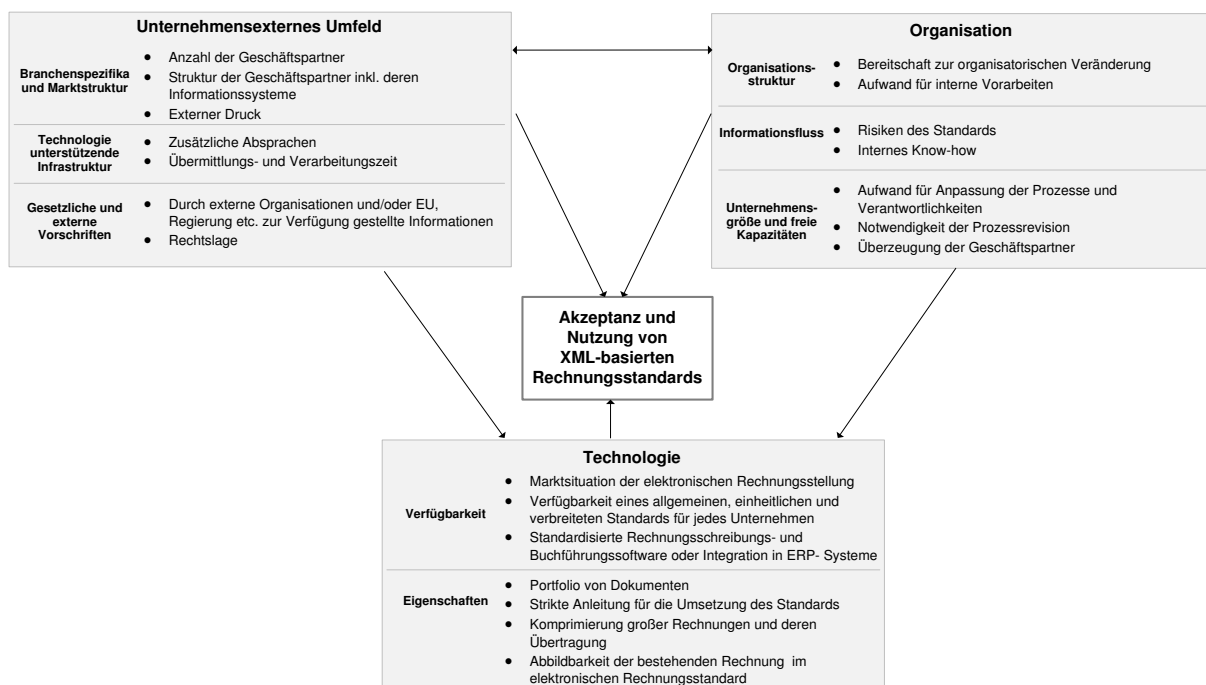 Unternehmensexternes Umfeld
Branchenspezifika
und Marktstruktur
• Anzahl der Geschäftspartner
• Struktur der Geschäftspartner inkl. deren
Informationssysteme
• Externer Druck
Technologie
unterstützende
Infrastruktur
• Zusätzliche Absprachen
• Übermittlungs- und Verarbeitungszeit
Gesetzliche und
externe
Vorschriften
• Durch externe Organisationen und/oder EU,
Regierung etc. zur Verfügung gestellte Informationen
• Rechtslage
Organisation
Organisations-
struktur
• Bereitschaft zur organisatorischen Veränderung
• Aufwand für interne Vorarbeiten
Informationsfluss
• Risiken des Standards
• Internes Know-how
Unternehmens-
größe und freie
Kapazitäten
• Aufwand für Anpassung der Prozesse und
Verantwortlichkeiten
• Notwendigkeit der Prozessrevision
• Überzeugung der Geschäftspartner
Akzeptanz und
Nutzung von
XML-basierten
Rechnungsstandards
Technologie
Verfügbarkeit
• Marktsituation der elektronischen Rechnungsstellung
• Verfügbarkeit eines allgemeinen, einheitlichen und
verbreiteten Standards für jedes Unternehmen
• Standardisierte Rechnungsschreibungs- und
Buchführungssoftware oder Integration in ERP- Systeme
Eigenschaften
• Portfolio von Dokumenten
• Strikte Anleitung für die Umsetzung des Standards
• Komprimierung großer Rechnungen und deren
Übertragung
• Abbildbarkeit der bestehenden Rechnung im
elektronischen Rechnungsstandard